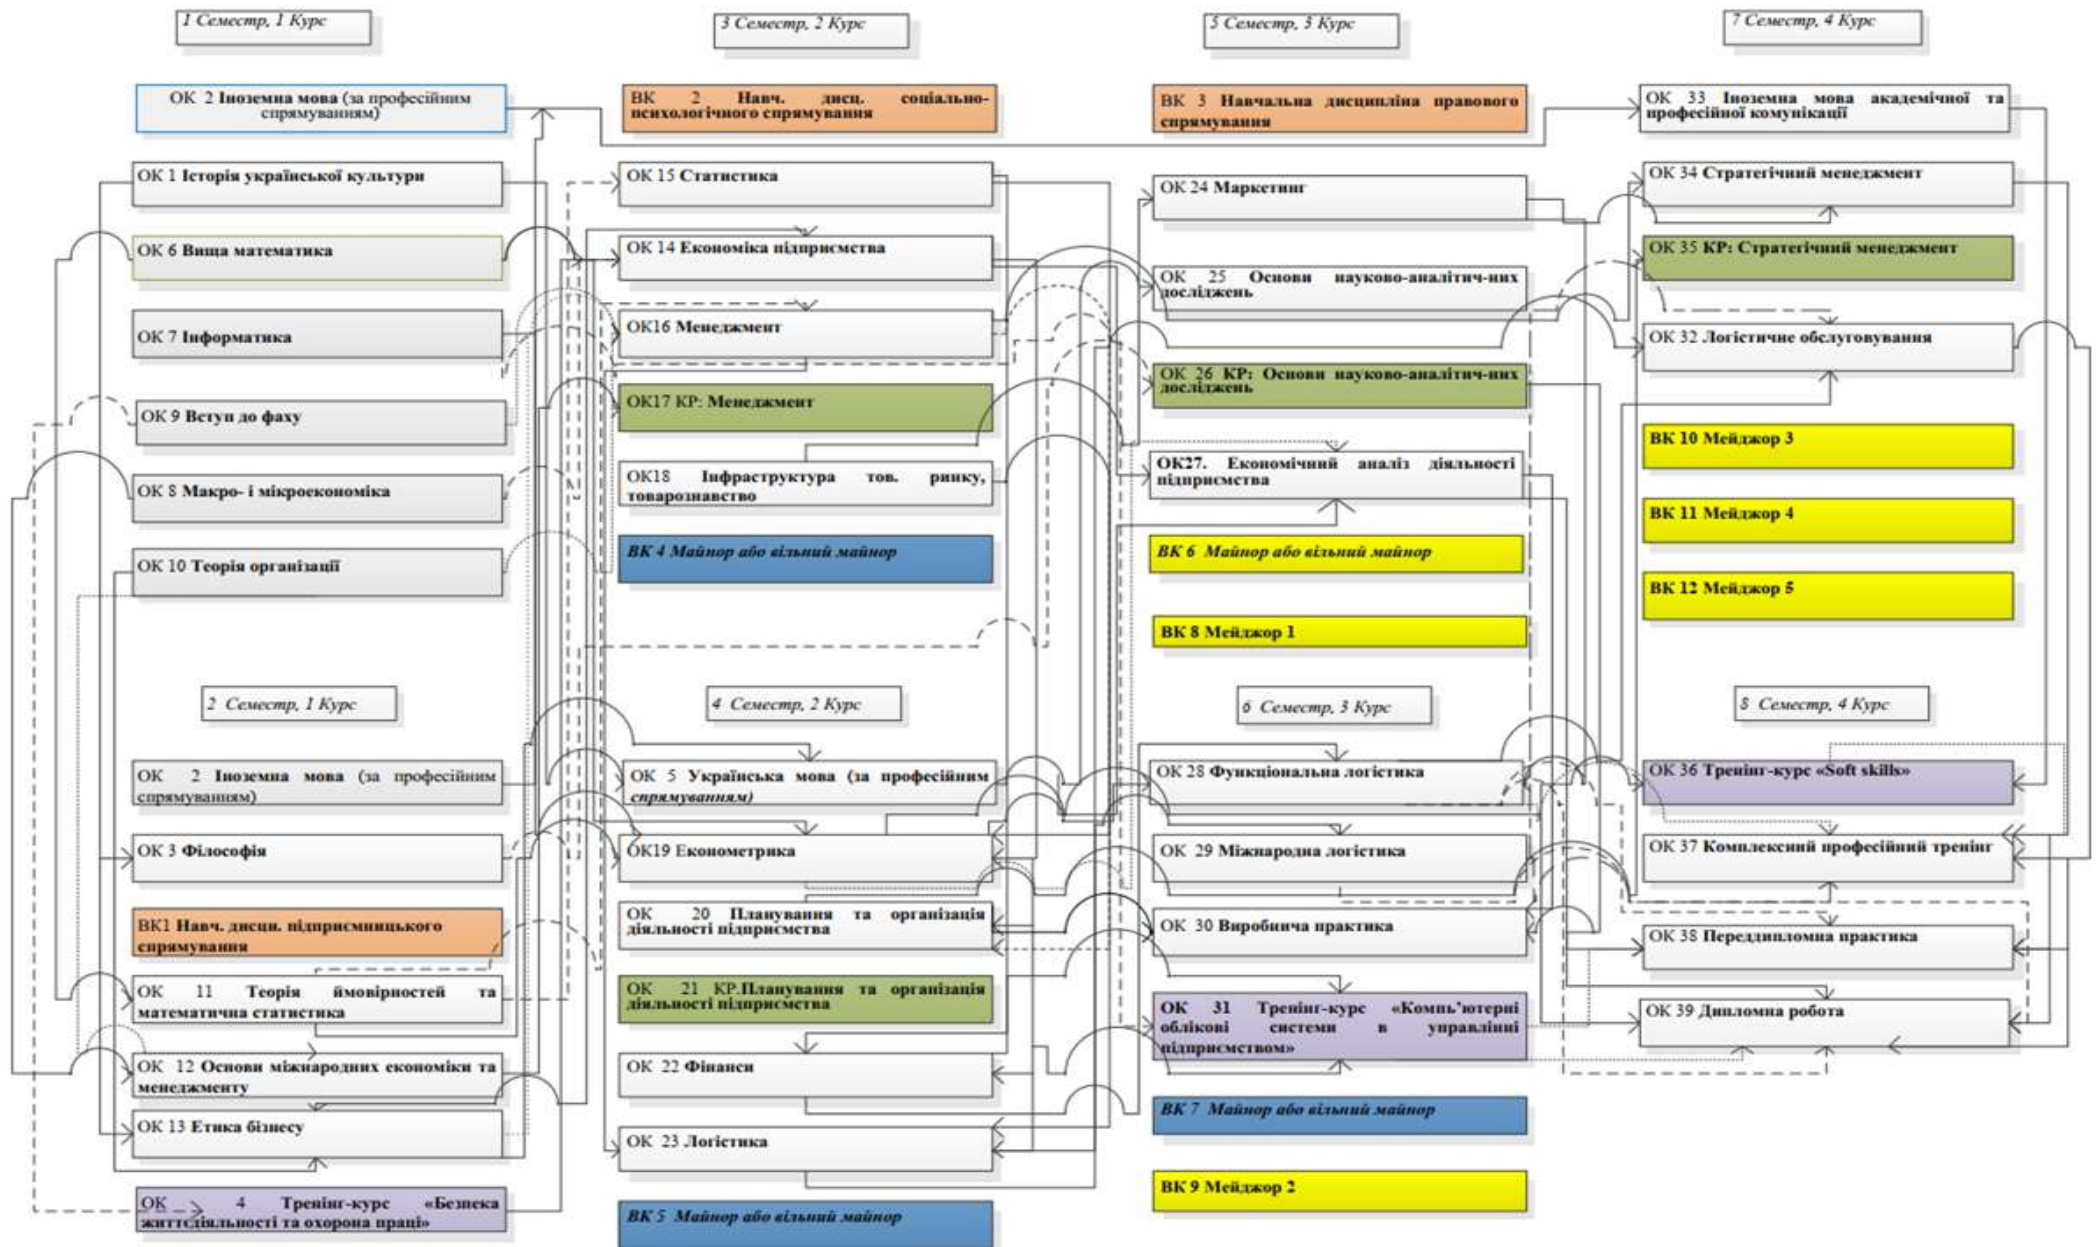 1 Семестр, 1 Курс
ОК 2 Іноземна мова (за професійним
спрямуванням)
ОК 1 Історія української культури
ОК 6 Вища математика
ОК 7 Інформатика
ОК 9 Вступ до фаху
ОК 8 Макро- і мікроекономіка
ОК 10 Теорія організації
2 Семестр, 1 Курс
ОК 2 Іноземна мова (за професійним
спрямуванням)
ОК 3 Філософія
ВК1 Навч. дисци. підприємницького
спрямування
ОК 11 Теорія ймовірностей та
математична статистика
ОК 12 Основи міжнародних економіки та
менеджменту
ОК 13 Етика бізнесу
ОК 4 Тренінг-курс «Безпека
життєдіяльності та охорона праці»
3 Семестр, 2 Курс
ВК 2 Навч. дисц. соціально-
психологічного спрямування
ОК 15 Статистика
ОК 14 Економіка підприємства
ОК16 Менеджмент
ОК17 КР: Менеджмент
ОК18 Інфраструктура тов. ринку,
товарознавство
ВК 4 Майнор або вільний майнор
4 Семестр, 2 Курс
ОК 5 Українська мова (за професійним
спрямуванням)
ОК19 Економетрика
ОК 20 Планування та організація
діяльності підприємства
ОК 21 КР.Планування та організація
діяльності підприємства
ОК 22 Фінанси
ОК 23 Логістика
ВК 5 Майнор або вільний майнор
5 Семестр, 3 Курс
ВК 3 Навчальна дисципліна правового
спрямування
ОК 24 Маркетинг
ОК 25 Основи науково-аналітич-них
досліджень
ОК 26 КР: Основи науково-аналітич-них
досліджень
ОК27. Економічний аналіз діяльності
підприємства
ВК 6 Майнор або вільний майнор
ВК 8 Мейджор 1
6 Семестр, 3 Курс
ОК 28 Функціональна логістика
ОК 29 Міжнародна логістика
ОК 30 Виробнича практика
ОК 31 Тренінг-курс «Комп’ютерні
облікові системи в управлінні
підприємством»
ВК 7 Майнор або вільний майнор
ВК 9 Мейджор 2
7 Семестр, 4 Курс
ОК 33 Іноземна мова академічної та
професійної комунікації
ОК 34 Стратегічний менеджмент
ОК 35 КР: Стратегічний менеджмент
ОК 32 Логістичне обслуговування
ВК 10 Мейджор 3
ВК 11 Мейджор 4
ВК 12 Мейджор 5
8 Семестр, 4 Курс
ОК 36 Тренінг-курс «Soft skills»
ОК 37 Комплексний професійний тренінг
ОК 38 Переддипломна практика
ОК 39 Дипломна робота